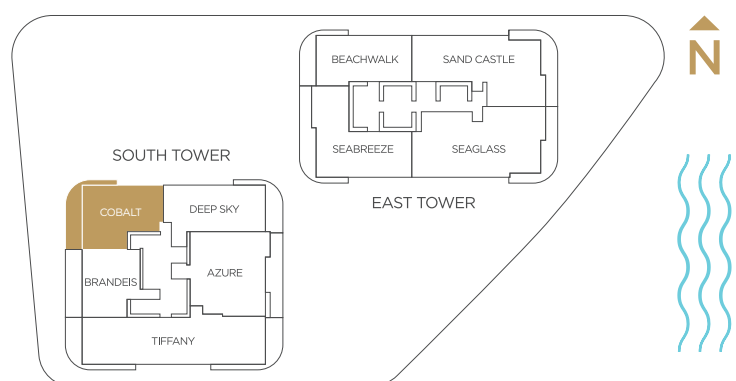 BEACHWALK
SAND CASTLE
N
SEABREEZE
SEAGLASS
SOUTH TOWER
EAST TOWER
COBALT
DEEP SKY
BRANDEIS
AZURE
TIFFANY